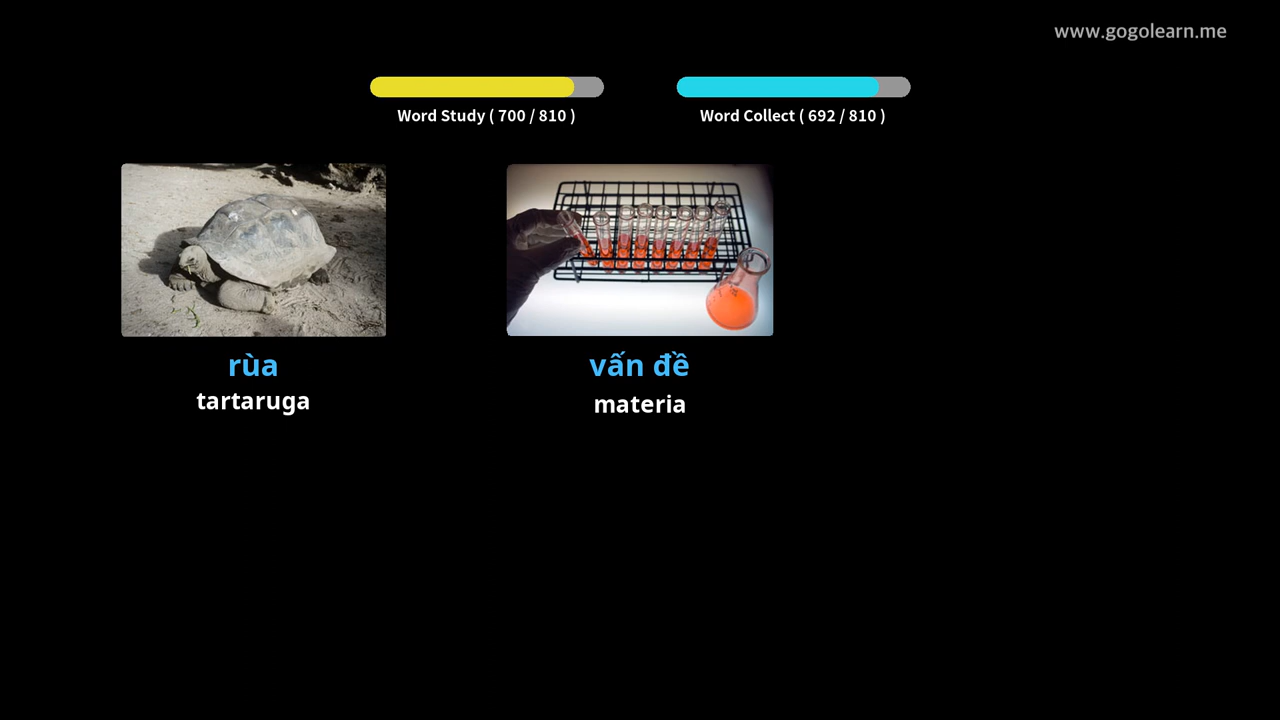 www.gogolearn.me
Word Study ( 700 / 810 )
Word Collect ( 692 / 810 )
rùa
tartaruga
vấn đề
materia